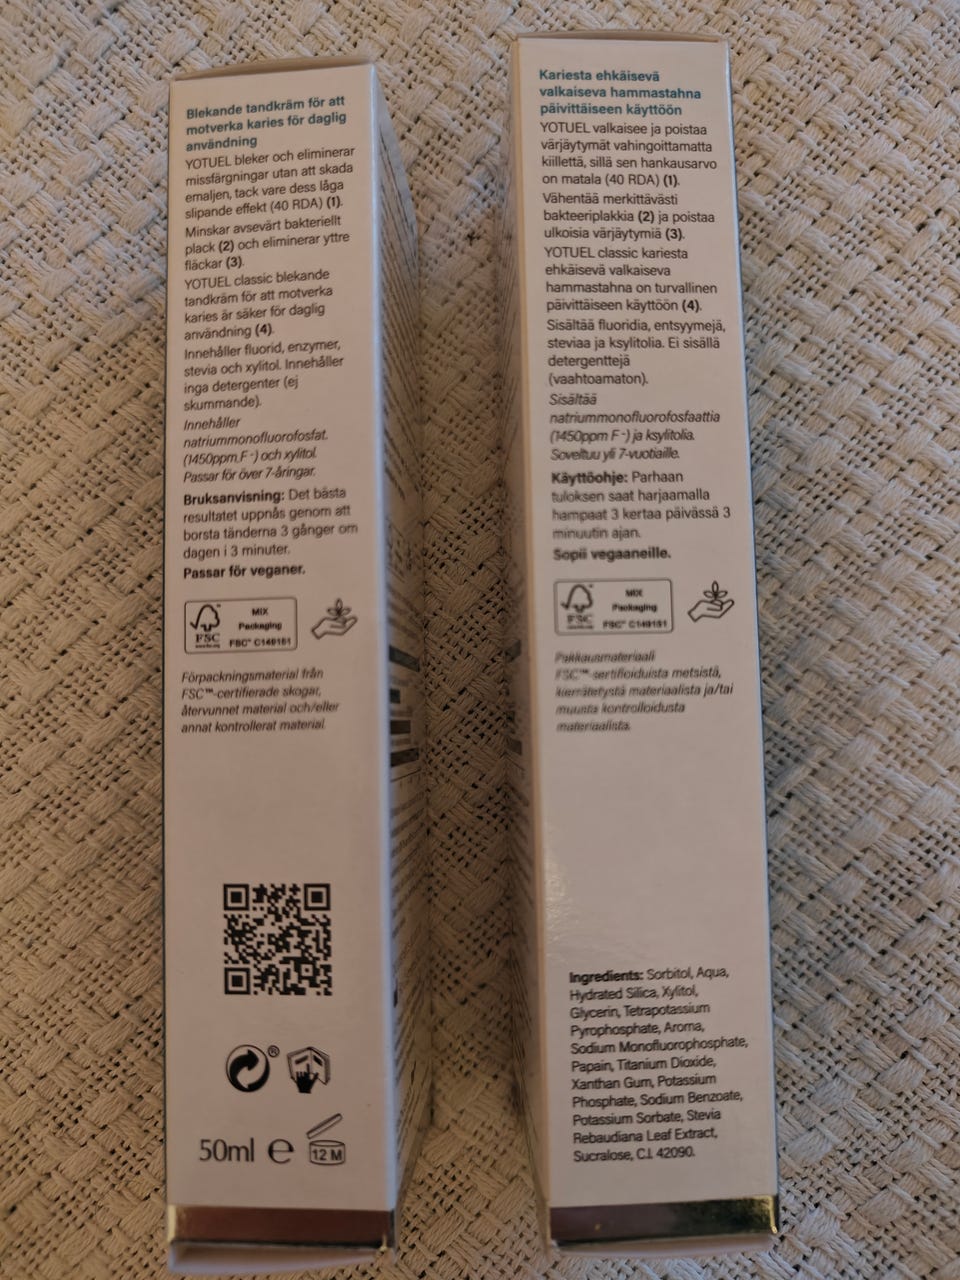 Blekande tandkräm för att
motverka karies för daglig
användning
YOTUEL bleker och eliminerar
missfärgningar utan att skada
emaljen, tack vare dess låga
slipande effekt (40 RDA) (1).
Minskar avsevärt bakteriellt
plack (2) och eliminerar yttre
fläckar (3).
YOTUEL classic blekande
tandkräm för att motverka
karies är säker för daglig
användning (4).
Innehåller fluorid, enzymer,
stevia och xylitol. Innehåller
inga detergenter (ej
skummande).
Innehåller
natriummonofluorofosfat.
(1450ppm F -) och xylitol.
Passar för över 7-åringar.
Bruksanvisning: Det bästa
resultatet uppnås genom att
borsta tänderna 3 gånger om
dagen i 3 minuter.
Passar för veganer.
FSC
MIX
Packaging
FSC™ C149151
Förpackningsmaterial från
FSC™-certifierade skogar,
återvunnet material och/eller
annat kontrollerat material.
®
50ml e 12 M
Kariesta ehkäisevä
valkaiseva hammastahna
päivittäiseen käyttöön
YOTUEL valkaisee ja poistaa
värjäytymät vahingoittamatta
kiillettä, sillä sen hankausarvo
on matala (40 RDA) (1).
Vähentää merkittävästi
bakteeriplakkia (2) ja poistaa
ulkoisia värjäytymiä (3).
YOTUEL classic kariesta
ehkäisevä valkaiseva
hammastahna on turvallinen
päivittäiseen käyttöön (4).
Sisältää fluoridia, entsyymejä,
steviaa ja ksylitolia. Ei sisällä
detergenttejä
(vaahtoamaton).
Sisältää
natriummonofluorofosfaattia
(1450ppm F -) ja ksylitolia.
Soveltuu yli 7-vuotiaille.
Käyttöohje: Parhaan
tuloksen saat harjaamalla
hampaat 3 kertaa päivässä 3
minuutin ajan.
Sopii vegaaneille.
FSC
MIX
Packaging
FSC™ C149151
Pakkausmateriaali
FSC™-sertifioiduista metsistä,
kierrätetystä materiaalista ja/tai
muusta kontrolloidusta
materiaalista.
Ingredients: Sorbitol, Aqua,
Hydrated Silica, Xylitol,
Glycerin, Tetrapotassium
Pyrophosphate, Aroma,
Sodium Monofluorophosphate,
Papain, Titanium Dioxide,
Xanthan Gum, Potassium
Phosphate, Sodium Benzoate,
Potassium Sorbate, Stevia
Rebaudiana Leaf Extract,
Sucralose, C.I. 42090.